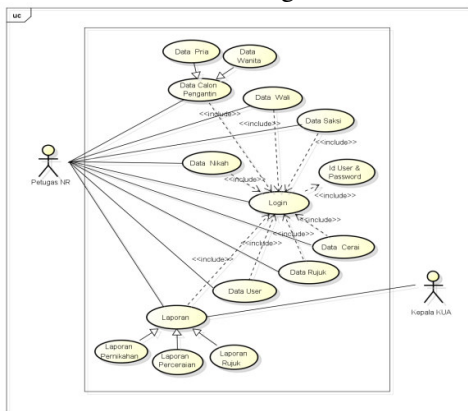 uc
Data Pria
Data
Wanita
Data Calon
Pengantin
Data Wali
Data Saksi
<<include>>
<<include>>
<<include>>
Petugas NR
Data Nikah
<<include>>
<<include>>
Id User &
Password
Login
<<include>>
<<include>>
<<include>>
Data Cerai
Data Rujuk
Data User
Laporan
Kepala KUA
Laporan
Pernikahan
Laporan
Perceraian
Laporan
Rujuk